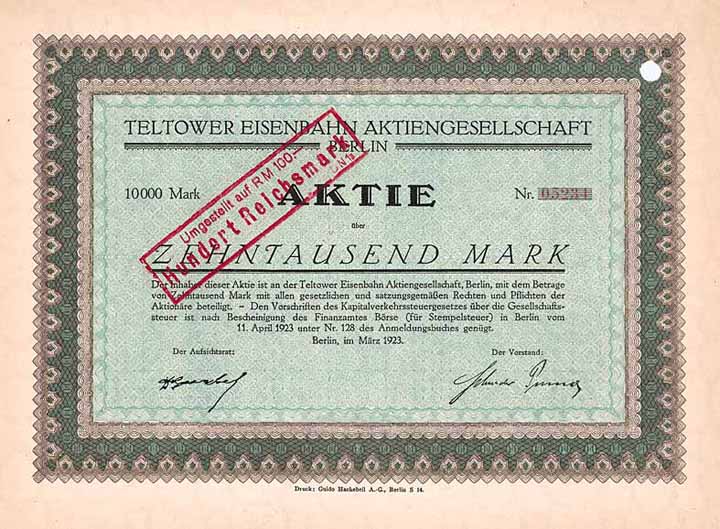 TELTOWER EISENBAHN AKTIENGESELLSCHAFT
BERLIN
Umgestellt auf RM 100.-
Hundert Reichsmark
10000 Mark
AKTIE
Nr. 05234
über
ZEHNTAUSEND MARK
Der Inhaber dieser Aktie ist an der Teltower Eisenbahn Aktiengesellschaft, Berlin, mit dem Betrage
von Zehntausend Mark mit allen gesetzlichen und satzungsgemäßen Rechten und Pflichten der
Aktionäre beteiligt. – Den Vorschriften des Kapitalverkehrssteuergesetzes über die Gesellschafts-
steuer ist nach Bescheinigung des Finanzamtes Börse (für Stempelsteuer) in Berlin vom
11. April 1923 unter Nr. 128 des Anmeldungsbuches genügt.
Berlin, im März 1923.
Der Aufsichtsrat:
Der Vorstand:
Druck: Guido Hackebeil A.-G., Berlin S 14.